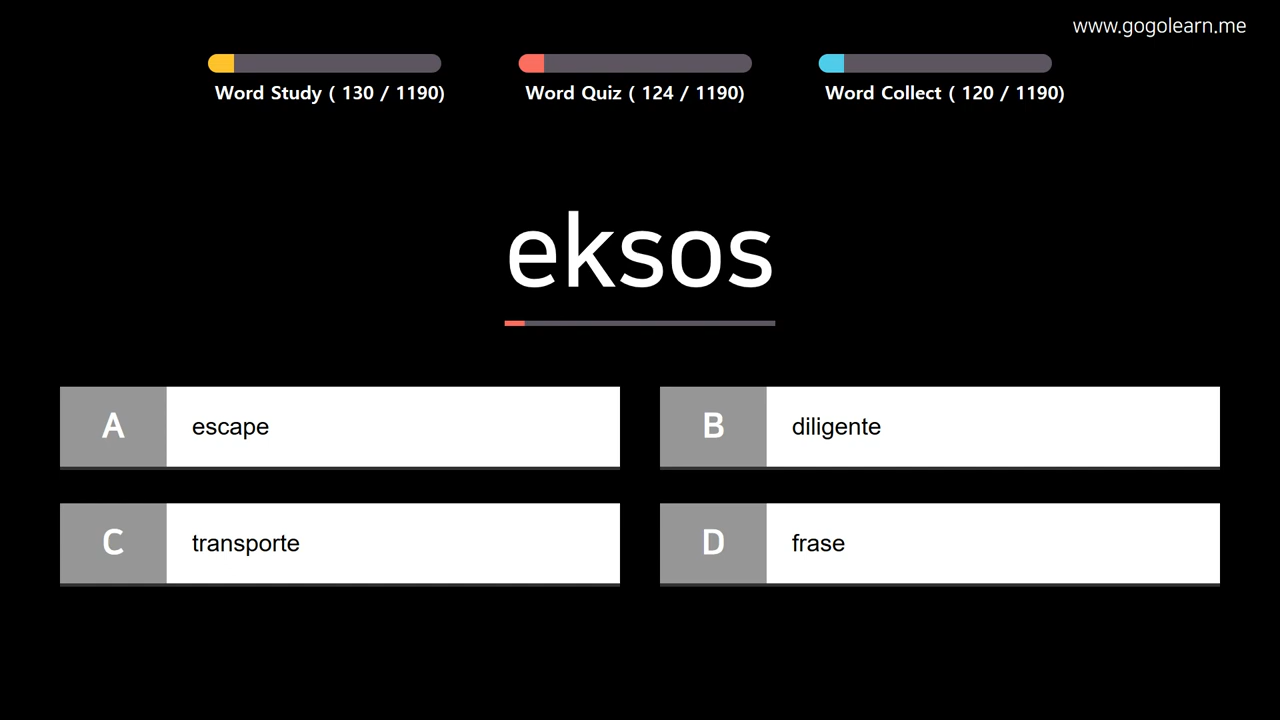 www.gogolearn.me
Word Study ( 130 / 1190)
Word Quiz ( 124 / 1190)
Word Collect ( 120 / 1190)
eksos
A escape
B diligente
C transporte
D frase